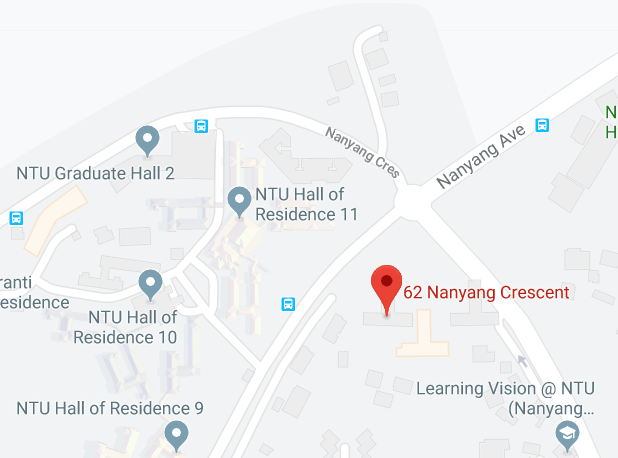 Nanyang Cres
Nanyang Ave
N
H
NTU Graduate Hall 2
NTU Hall of
Residence 11
ranti
esidence
62 Nanyang Crescent
NTU Hall of
Residence 10
Learning Vision @ NTU
(Nanyang...
NTU Hall of Residence 9